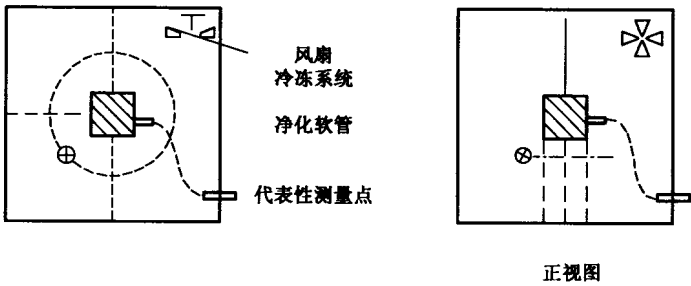 风扇
冷冻系统
净化软管
代表性测量点
正视图